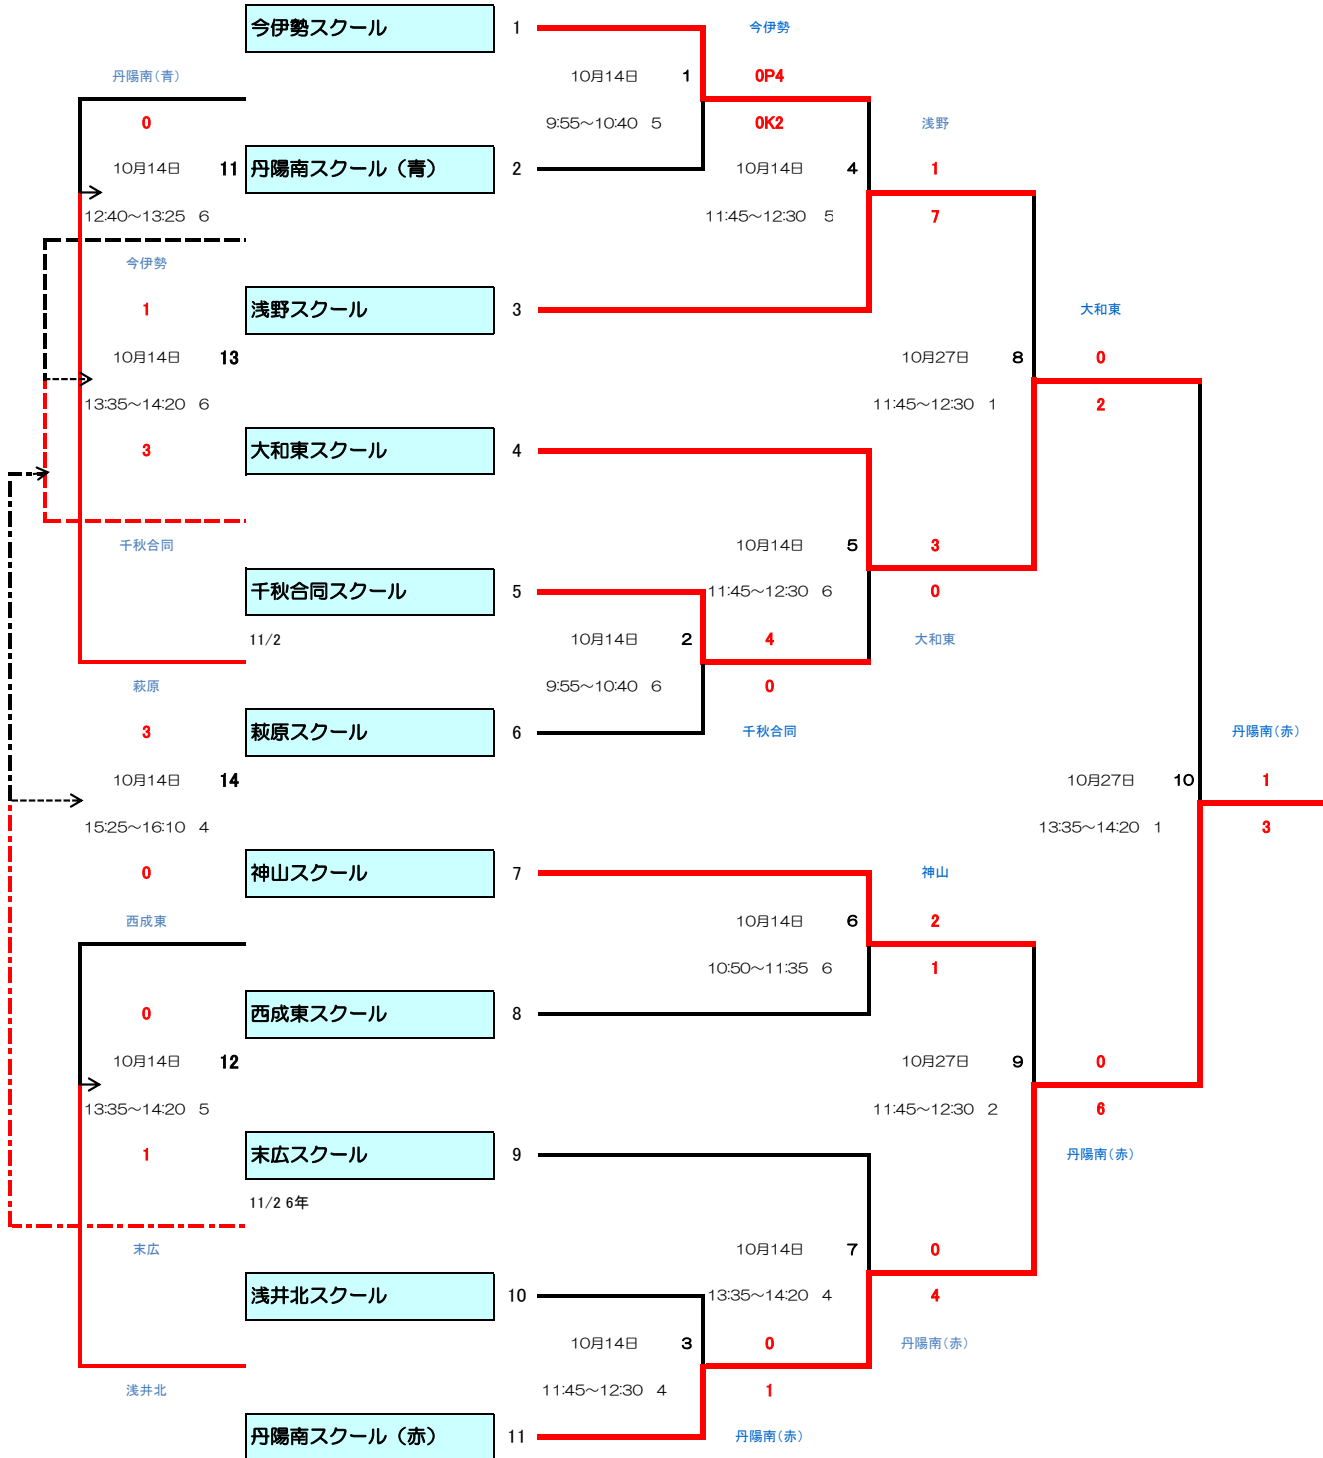 今伊勢スクール 1 今伊勢
丹陽南(青) 10月14日 1 0P4
0 9:55～10:40 5 0K2 浅野
10月14日 11 丹陽南スクール（青） 2 10月14日 4 1
12:40～13:25 6 11:45～12:30 5 7
今伊勢
1 浅野スクール 3 大和東
10月14日 13 10月27日 8 0
13:35～14:20 6 11:45～12:30 1 2
3 大和東スクール 4
千秋合同 10月14日 5 3
千秋合同スクール 5 11:45～12:30 6 0
11/2 10月14日 2 4 大和東
萩原 9:55～10:40 6 0
3 萩原スクール 6 千秋合同 丹陽南(赤)
10月14日 14 10月27日 10 1
15:25～16:10 4 13:35～14:20 1 3
0 神山スクール 7 神山
西成東 10月14日 6 2
10:50～11:35 6 1
0 西成東スクール 8
10月14日 12 10月27日 9 0
13:35～14:20 5 11:45～12:30 2 6
1 末広スクール 9 丹陽南(赤)
11/2 6年
末広 10月14日 7 0
浅井北スクール 10 13:35～14:20 4 4
10月14日 3 0 丹陽南(赤)
浅井北 11:45～12:30 4 1
丹陽南スクール（赤） 11 丹陽南(赤)